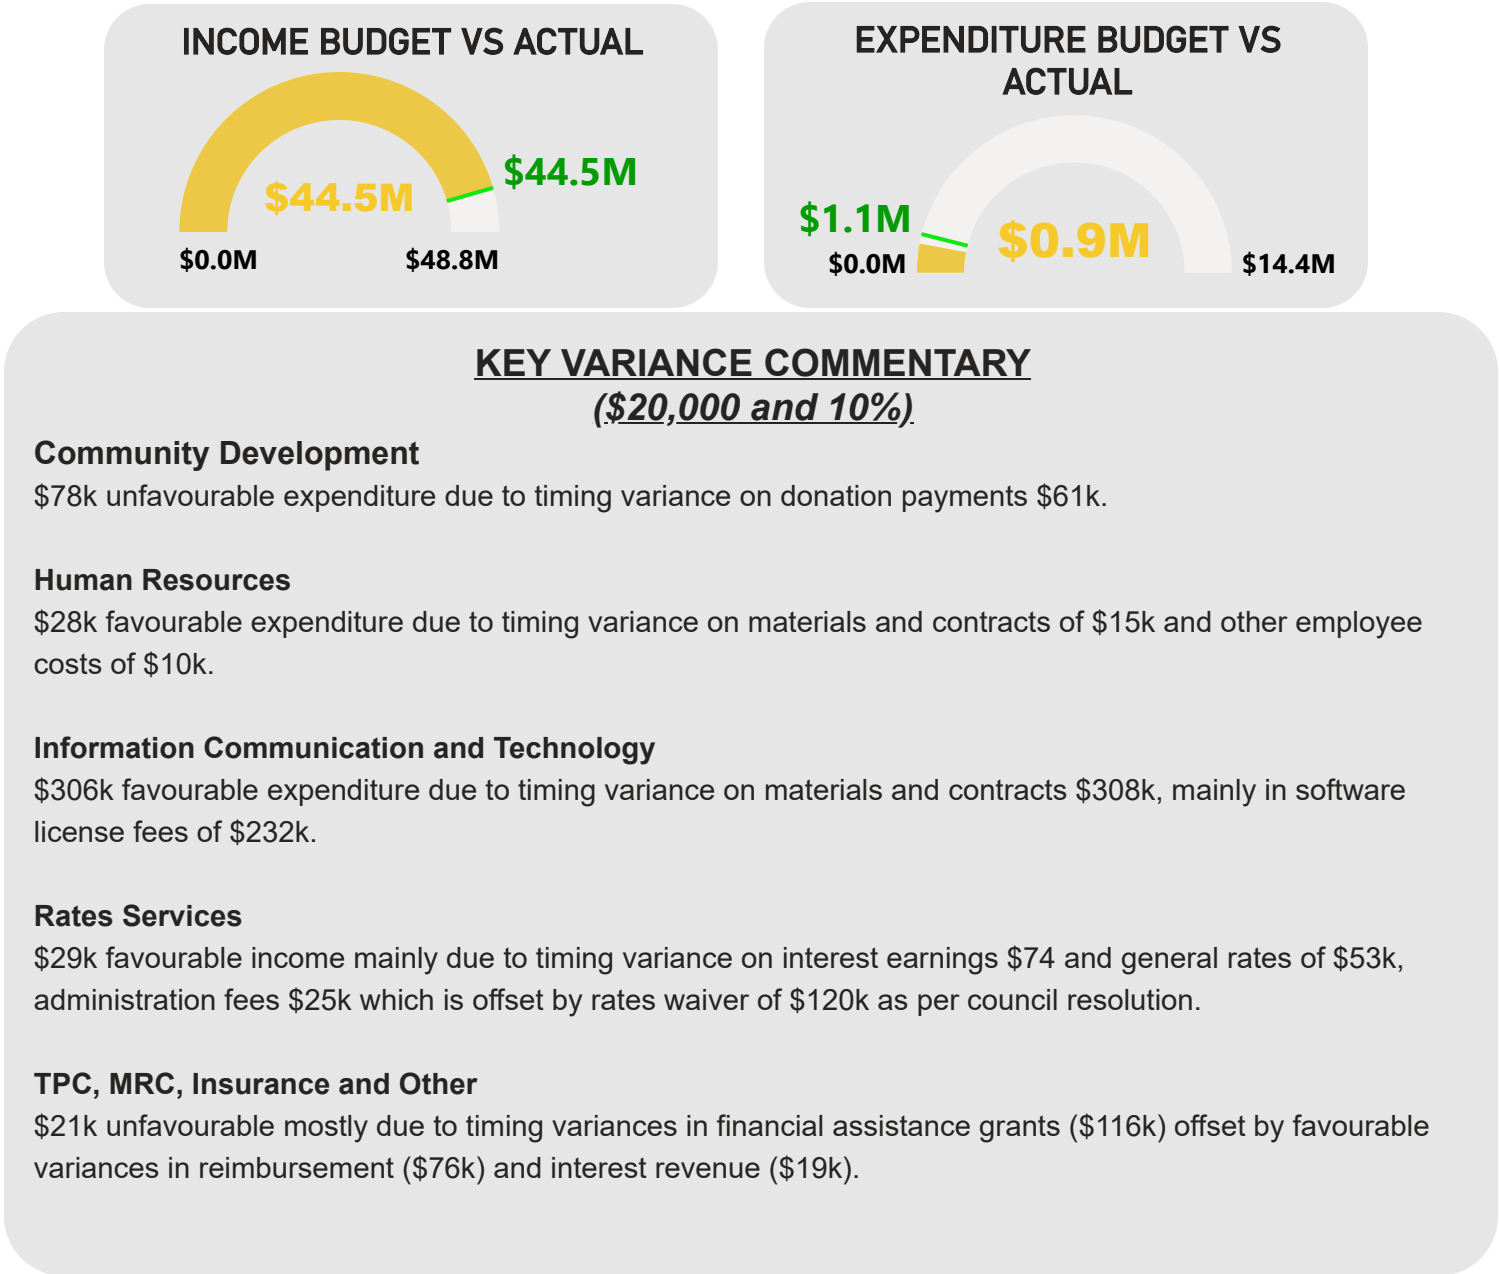 INCOME BUDGET VS ACTUAL
$44.5M
$44.5M
$0.0M
$48.8M
EXPENDITURE BUDGET VS
ACTUAL
$1.1M
$0.9M
$0.0M
$14.4M
KEY VARIANCE COMMENTARY
($20,000 and 10%)
Community Development
$78k unfavourable expenditure due to timing variance on donation payments $61k.
Human Resources
$28k favourable expenditure due to timing variance on materials and contracts of $15k and other employee
costs of $10k.
Information Communication and Technology
$306k favourable expenditure due to timing variance on materials and contracts $308k, mainly in software
license fees of $232k.
Rates Services
$29k favourable income mainly due to timing variance on interest earnings $74 and general rates of $53k,
administration fees $25k which is offset by rates waiver of $120k as per council resolution.
TPC, MRC, Insurance and Other
$21k unfavourable mostly due to timing variances in financial assistance grants ($116k) offset by favourable
variances in reimbursement ($76k) and interest revenue ($19k).